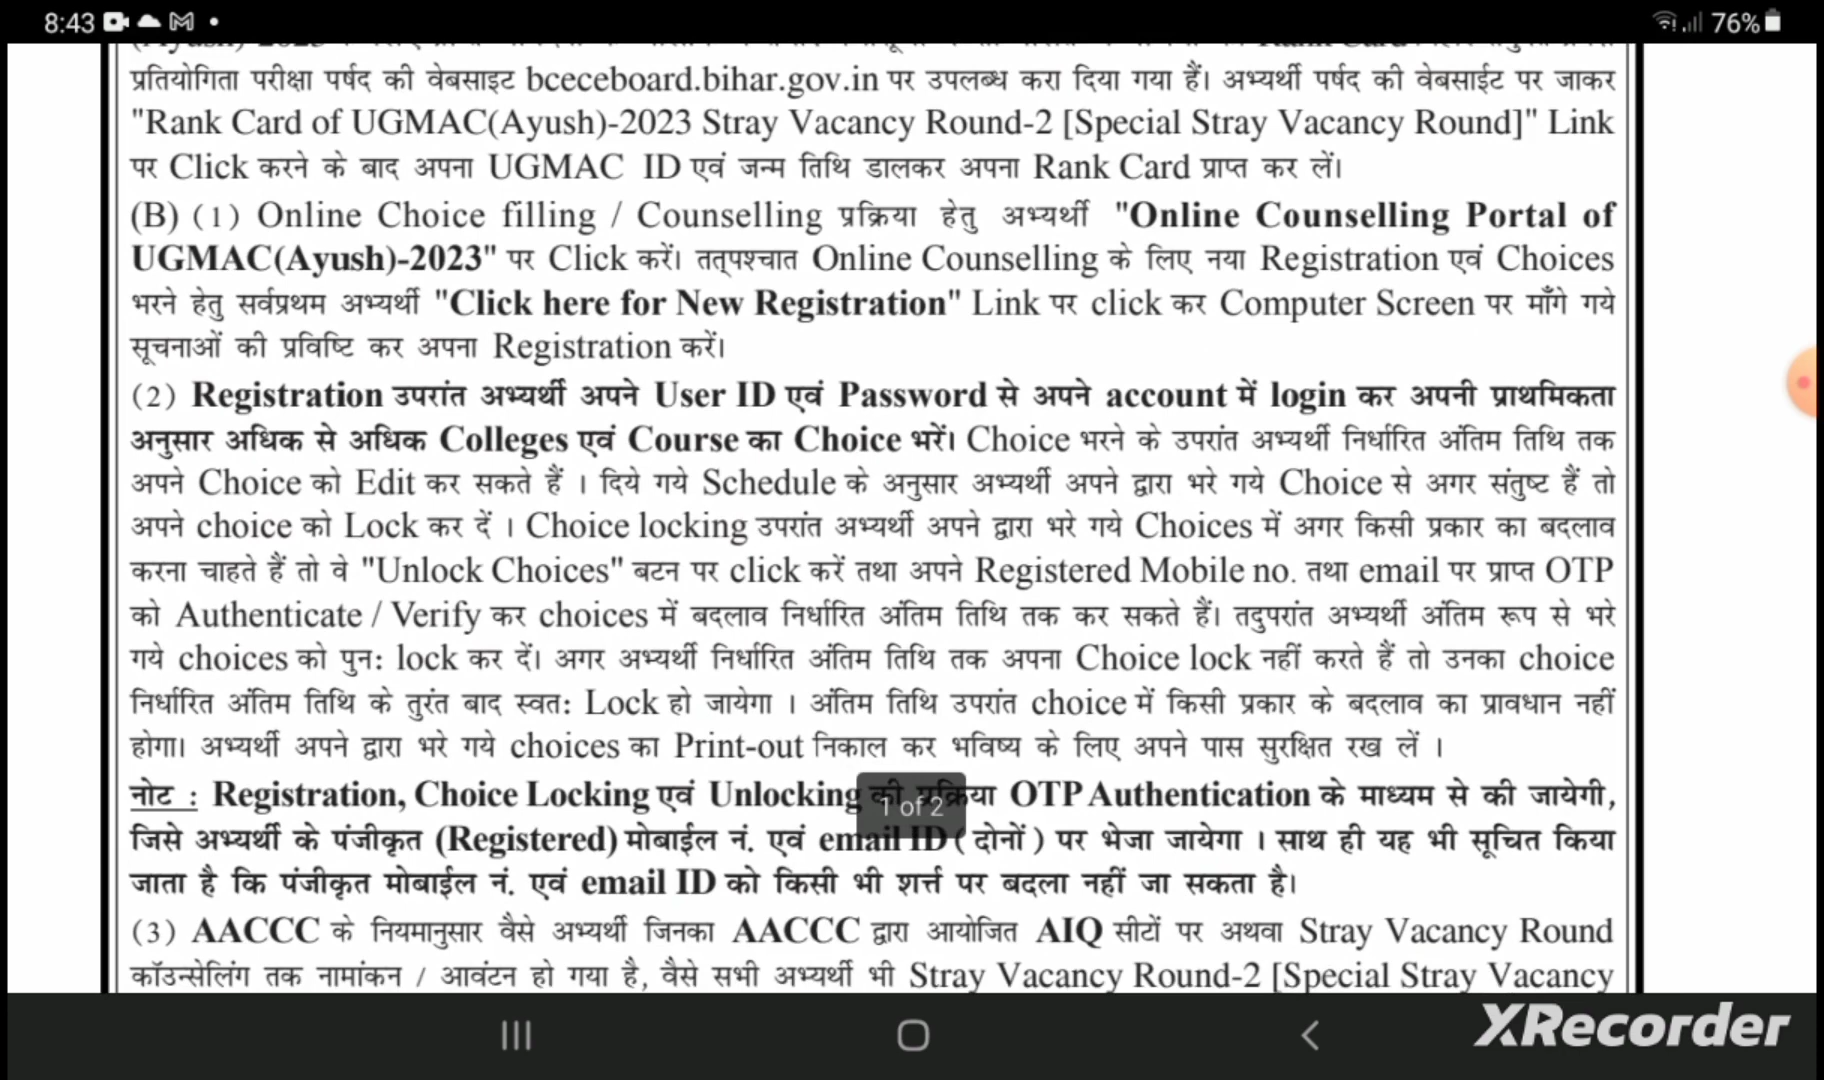 8:43
76%
प्रतियोगिता परीक्षा पर्षद की वेबसाइट bceceboard.bihar.gov.in पर उपलब्ध करा दिया गया हैं। अभ्यर्थी पर्षद की वेबसाईट पर जाकर
"Rank Card of UGMAC(Ayush)-2023 Stray Vacancy Round-2 [Special Stray Vacancy Round]" Link
पर Click करने के बाद अपना UGMAC ID एवं जन्म तिथि डालकर अपना Rank Card प्राप्त कर लें।
(B) (1) Online Choice filling / Counselling प्रक्रिया हेतु अभ्यर्थी "Online Counselling Portal of
UGMAC(Ayush)-2023" पर Click करें। तत्पश्चात Online Counselling के लिए नया Registration एवं Choices
भरने हेतु सर्वप्रथम अभ्यर्थी "Click here for New Registration" Link पर click कर Computer Screen पर माँगे गये
सूचनाओं की प्रविष्टि कर अपना Registration करें।
(2) Registration उपरांत अभ्यर्थी अपने User ID एवं Password से अपने account में login कर अपनी प्राथमिकता
अनुसार अधिक से अधिक Colleges एवं Course का Choice भरें। Choice भरने के उपरांत अभ्यर्थी निर्धारित अंतिम तिथि तक
अपने Choice को Edit कर सकते हैं । दिये गये Schedule के अनुसार अभ्यर्थी अपने द्वारा भरे गये Choice से अगर संतुष्ट हैं तो
अपने choice को Lock कर दें । Choice locking उपरांत अभ्यर्थी अपने द्वारा भरे गये Choices में अगर किसी प्रकार का बदलाव
करना चाहते हैं तो वे "Unlock Choices" बटन पर click करें तथा अपने Registered Mobile no. तथा email पर प्राप्त OTP
को Authenticate / Verify कर choices में बदलाव निर्धारित अंतिम तिथि तक कर सकते हैं। तदुपरांत अभ्यर्थी अंतिम रूप से भरे
गये choices को पुन: lock कर दें। अगर अभ्यर्थी निर्धारित अंतिम तिथि तक अपना Choice lock नहीं करते हैं तो उनका choice
निर्धारित अंतिम तिथि के तुरंत बाद स्वत: Lock हो जायेगा । अंतिम तिथि उपरांत choice में किसी प्रकार के बदलाव का प्रावधान नहीं
होगा। अभ्यर्थी अपने द्वारा भरे गये choices का Print-out निकाल कर भविष्य के लिए अपने पास सुरक्षित रख लें ।
नोट : Registration, Choice Locking एवं Unlocking की प्रक्रिया OTP Authentication के माध्यम से की जायेगी,
1 of 2
जिसे अभ्यर्थी के पंजीकृत (Registered) मोबाईल नं. एवं email ID ( दोनों ) पर भेजा जायेगा । साथ ही यह भी सूचित किया
जाता है कि पंजीकृत मोबाईल नं. एवं email ID को किसी भी शर्त्त पर बदला नहीं जा सकता है।
(3) AACCC के नियमानुसार वैसे अभ्यर्थी जिनका AACCC द्वारा आयोजित AIQ सीटों पर अथवा Stray Vacancy Round
कॉउन्सेलिंग तक नामांकन / आवंटन हो गया है, वैसे सभी अभ्यर्थी भी Stray Vacancy Round-2 [Special Stray Vacancy
XRecorder